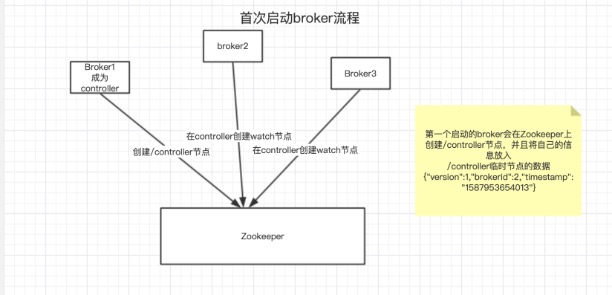 首次启动broker流程
Broker1
成为
controller
broker2
Broker3
在controller创建watch节点
创建/controller节点
在controller创建watch节点
Zookeeper
第一个启动的broker会在Zookeeper上
创建/controller节点，并且将自己的信
息放入
/controller临时节点的数据
{"version":1,"brokerid":2,"timestamp":
"1587953654013"}